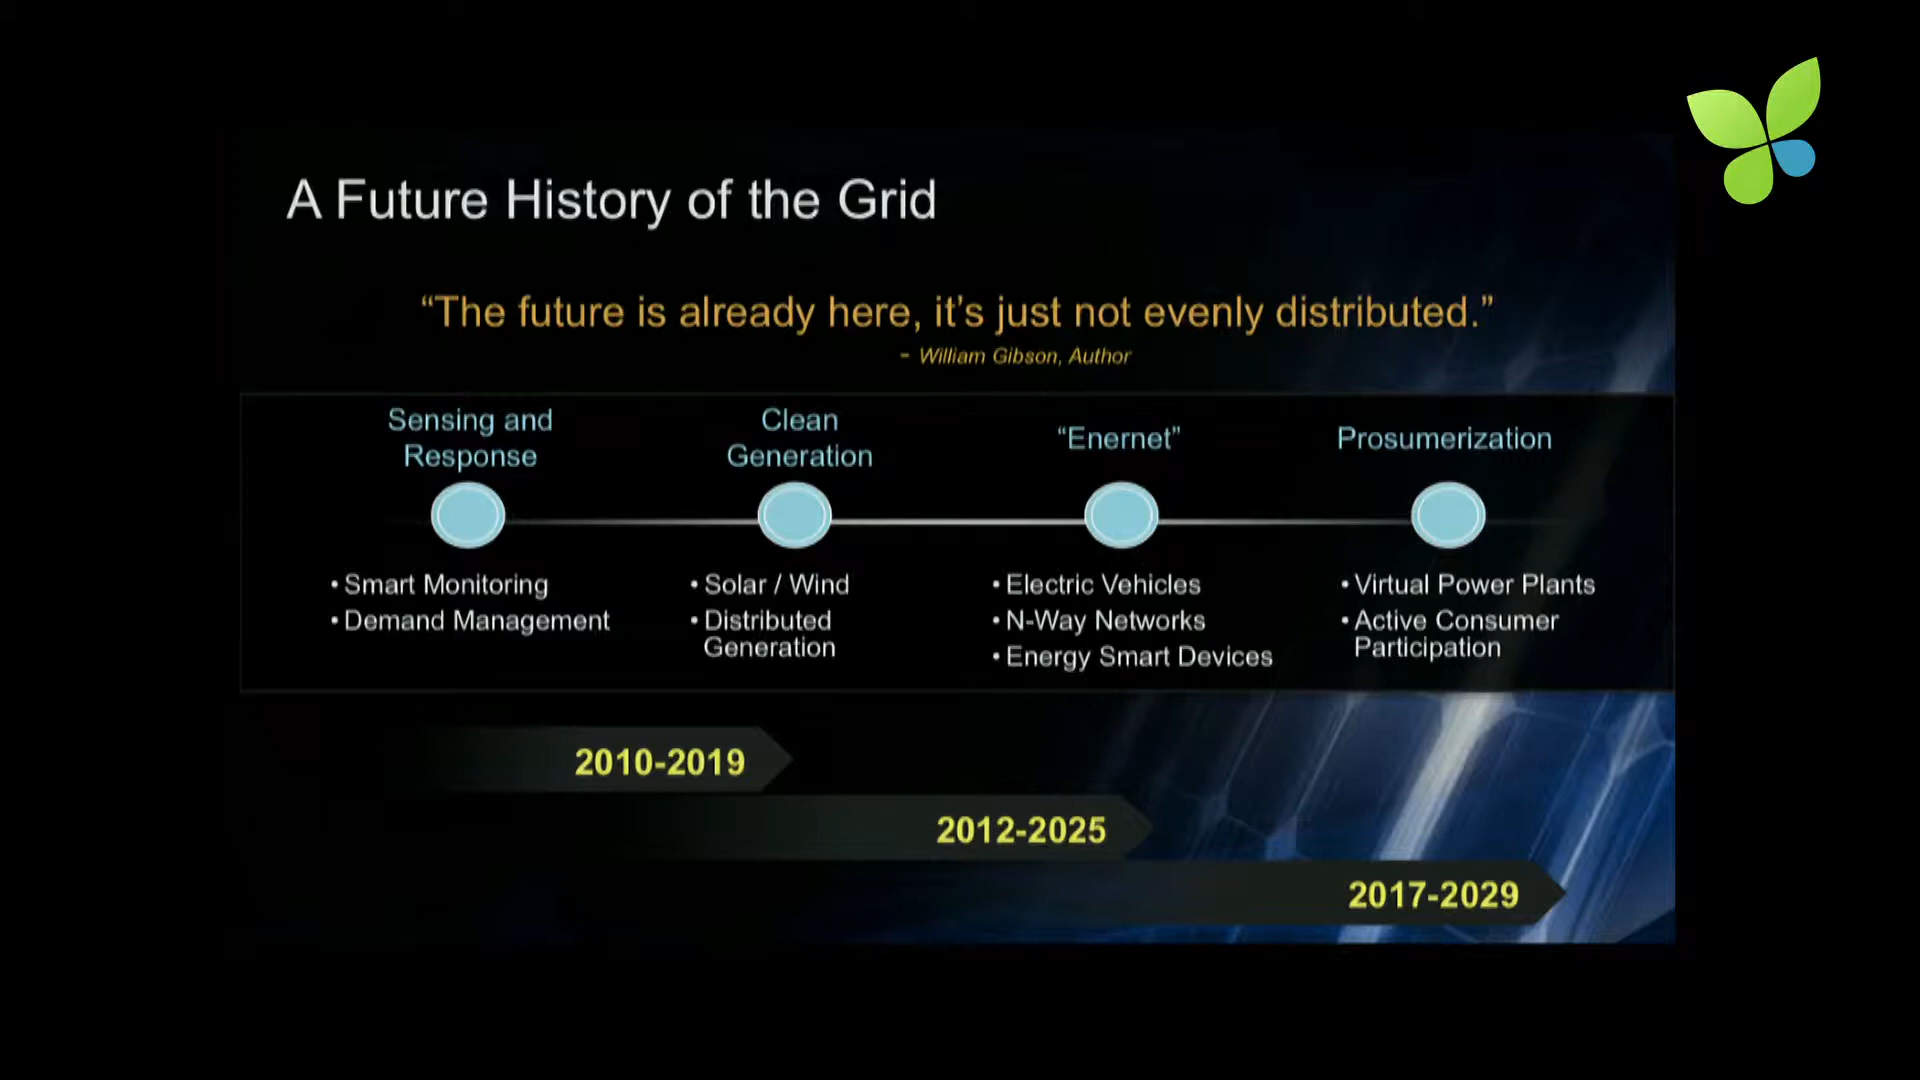 A Future History of the Grid
“The future is already here, it’s just not evenly distributed.”
- William Gibson, Author
Sensing and
Response
• Smart Monitoring
• Demand Management
Clean
Generation
• Solar / Wind
• Distributed
Generation
“Enernet”
• Electric Vehicles
• N-Way Networks
• Energy Smart Devices
Prosumerization
• Virtual Power Plants
• Active Consumer
Participation
2010-2019
2012-2025
2017-2029